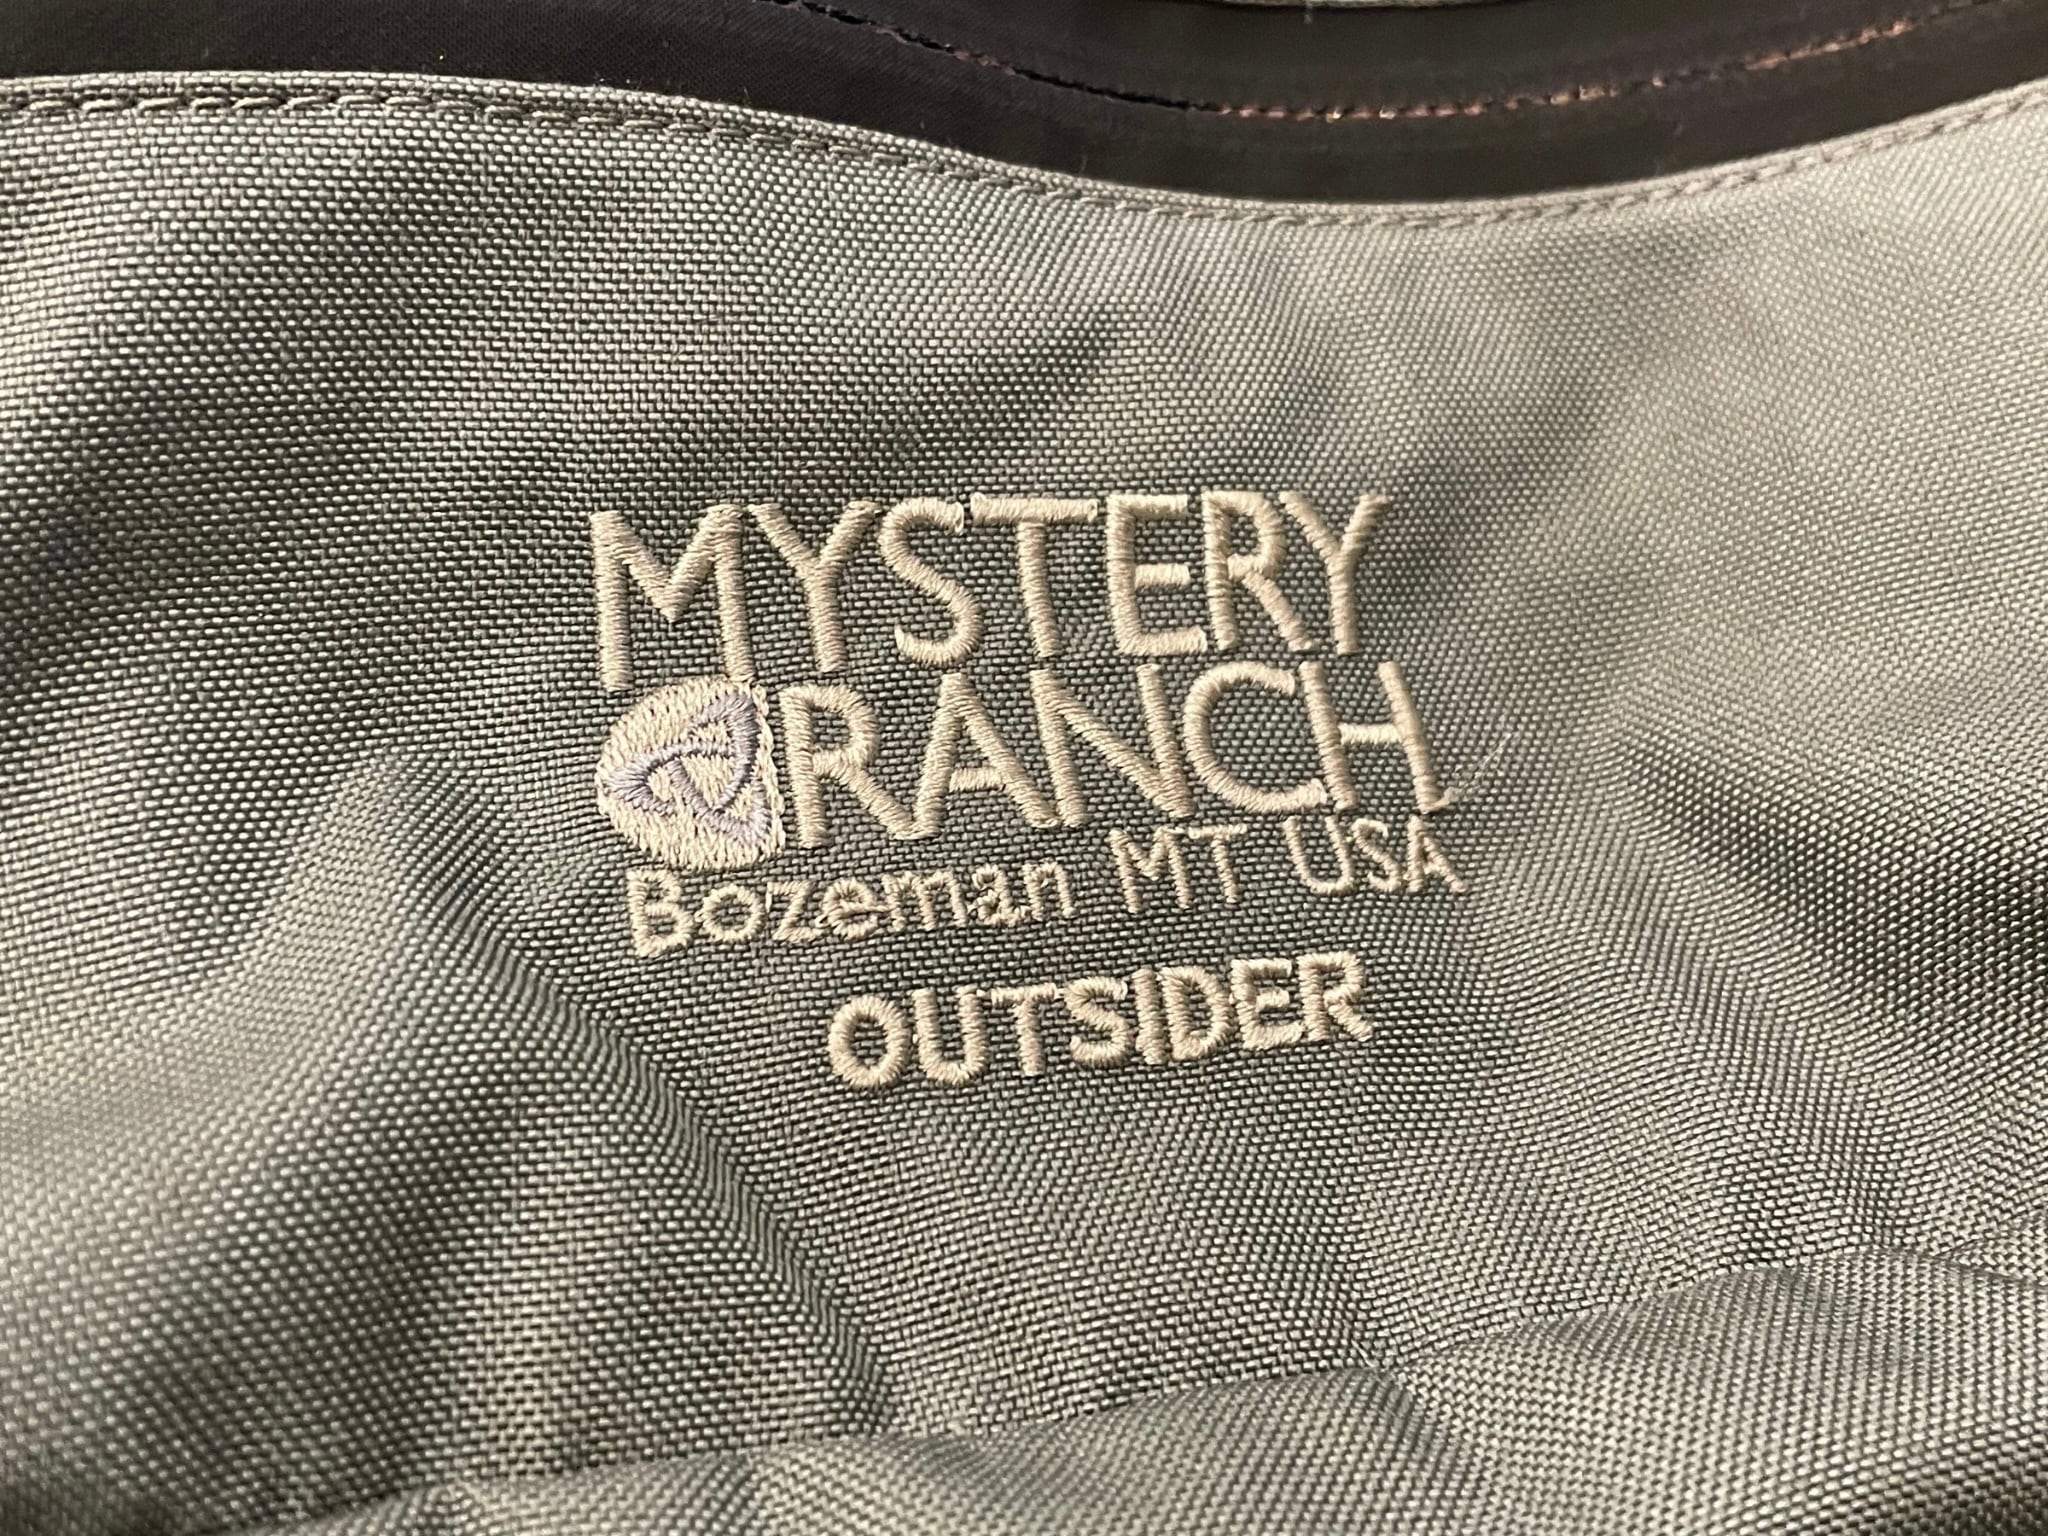 MYSTERY
RANCH
Bozeman MT USA
OUTSIDER